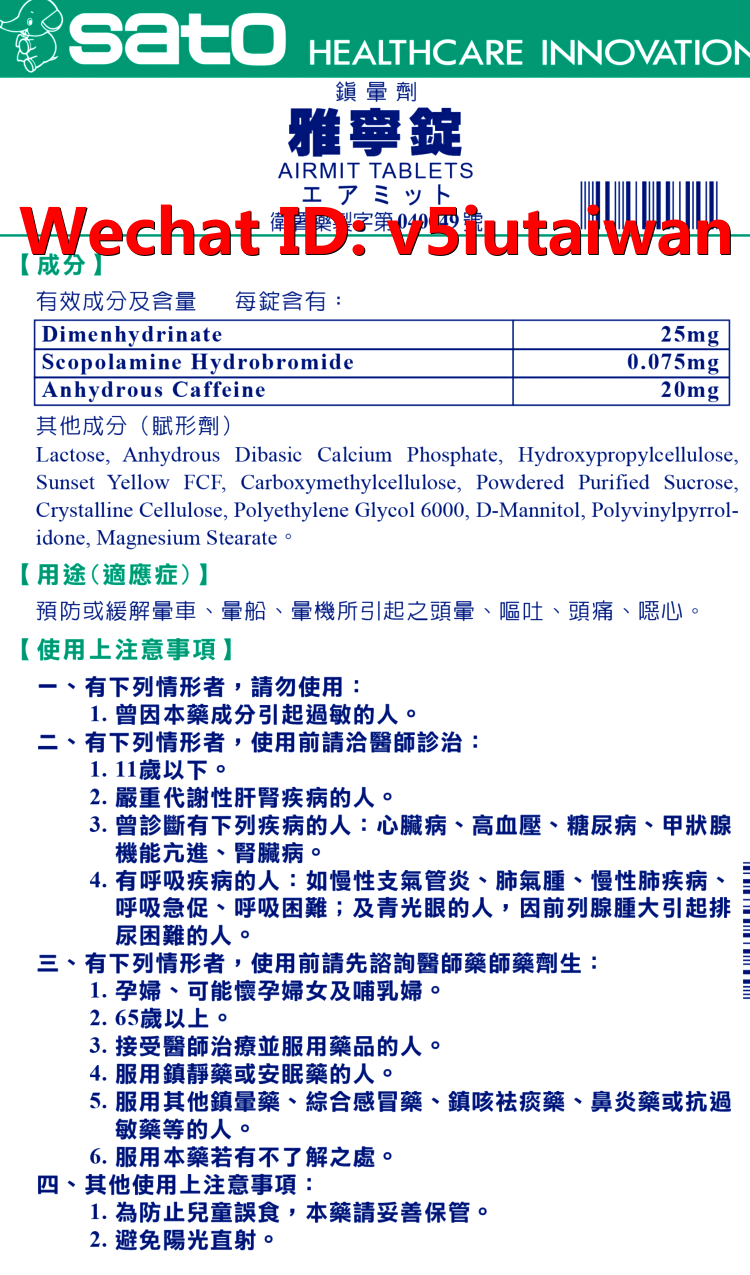 sato HEALTHCARE INNOVATION
鎮暈劑
雅寧錠
AIRMIT TABLETS
エアミット
衛署藥製字第040049號
Wechat ID: v5iutaiwan
【成分】
有效成分及含量 每錠含有：
Dimenhydrinate 25mg
Scopolamine Hydrobromide 0.075mg
Anhydrous Caffeine 20mg
其他成分（賦形劑）
Lactose, Anhydrous Dibasic Calcium Phosphate, Hydroxypropylcellulose,
Sunset Yellow FCF, Carboxymethylcellulose, Powdered Purified Sucrose,
Crystalline Cellulose, Polyethylene Glycol 6000, D-Mannitol, Polyvinylpyrrol-
idone, Magnesium Stearate。
【用途（適應症）】
預防或緩解暈車、暈船、暈機所引起之頭暈、嘔吐、頭痛、噁心。
【使用上注意事項】
一、有下列情形者，請勿使用：
1. 曾因本藥成分引起過敏的人。
二、有下列情形者，使用前請洽醫師診治：
1. 11歲以下。
2. 嚴重代謝性肝腎疾病的人。
3. 曾診斷有下列疾病的人：心臟病、高血壓、糖尿病、甲狀腺
機能亢進、腎臟病。
4. 有呼吸疾病的人：如慢性支氣管炎、肺氣腫、慢性肺疾病、
呼吸急促、呼吸困難；及青光眼的人，因前列腺腫大引起排
尿困難的人。
三、有下列情形者，使用前請先諮詢醫師藥師藥劑生：
1. 孕婦、可能懷孕婦女及哺乳婦。
2. 65歲以上。
3. 接受醫師治療並服用藥品的人。
4. 服用鎮靜藥或安眠藥的人。
5. 服用其他鎮暈藥、綜合感冒藥、鎮咳祛痰藥、鼻炎藥或抗過
敏藥等的人。
6. 服用本藥若有不了解之處。
四、其他使用上注意事項：
1. 為防止兒童誤食，本藥請妥善保管。
2. 避免陽光直射。